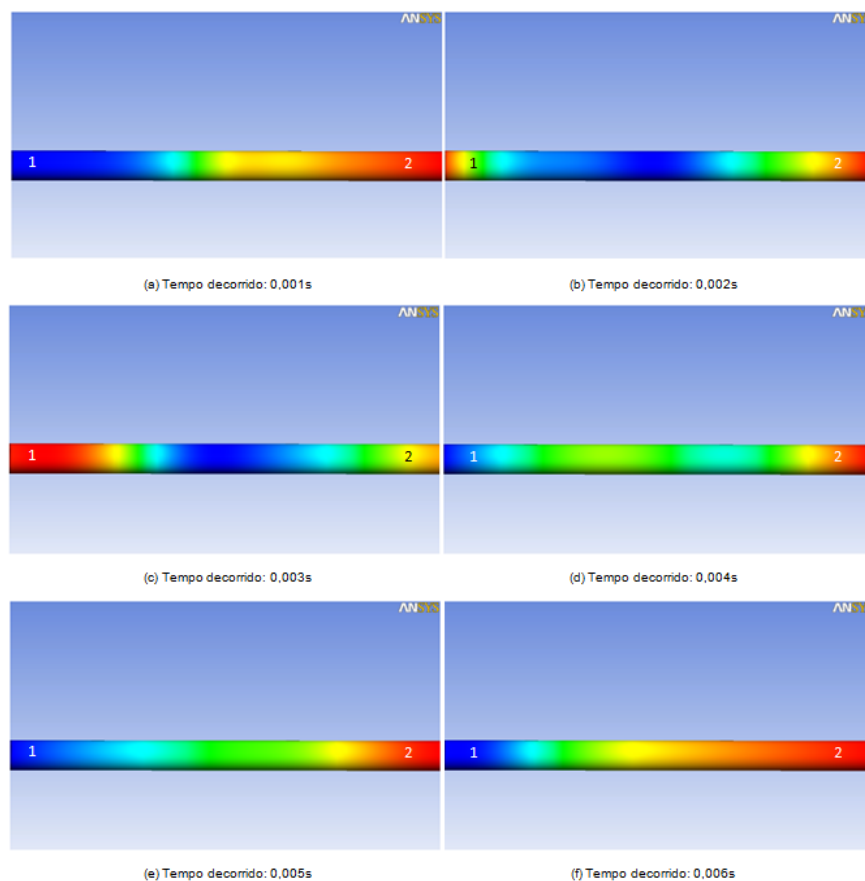 ANSYS ANSYS
1 2 1 2
(a) Tempo decorrido: 0,001s (b) Tempo decorrido: 0,002s
ANSYS ANSYS
1 2 1 2
(c) Tempo decorrido: 0,003s (d) Tempo decorrido: 0,004s
ANSYS ANSYS
1 2 1 2
(e) Tempo decorrido: 0,005s (f) Tempo decorrido: 0,006s